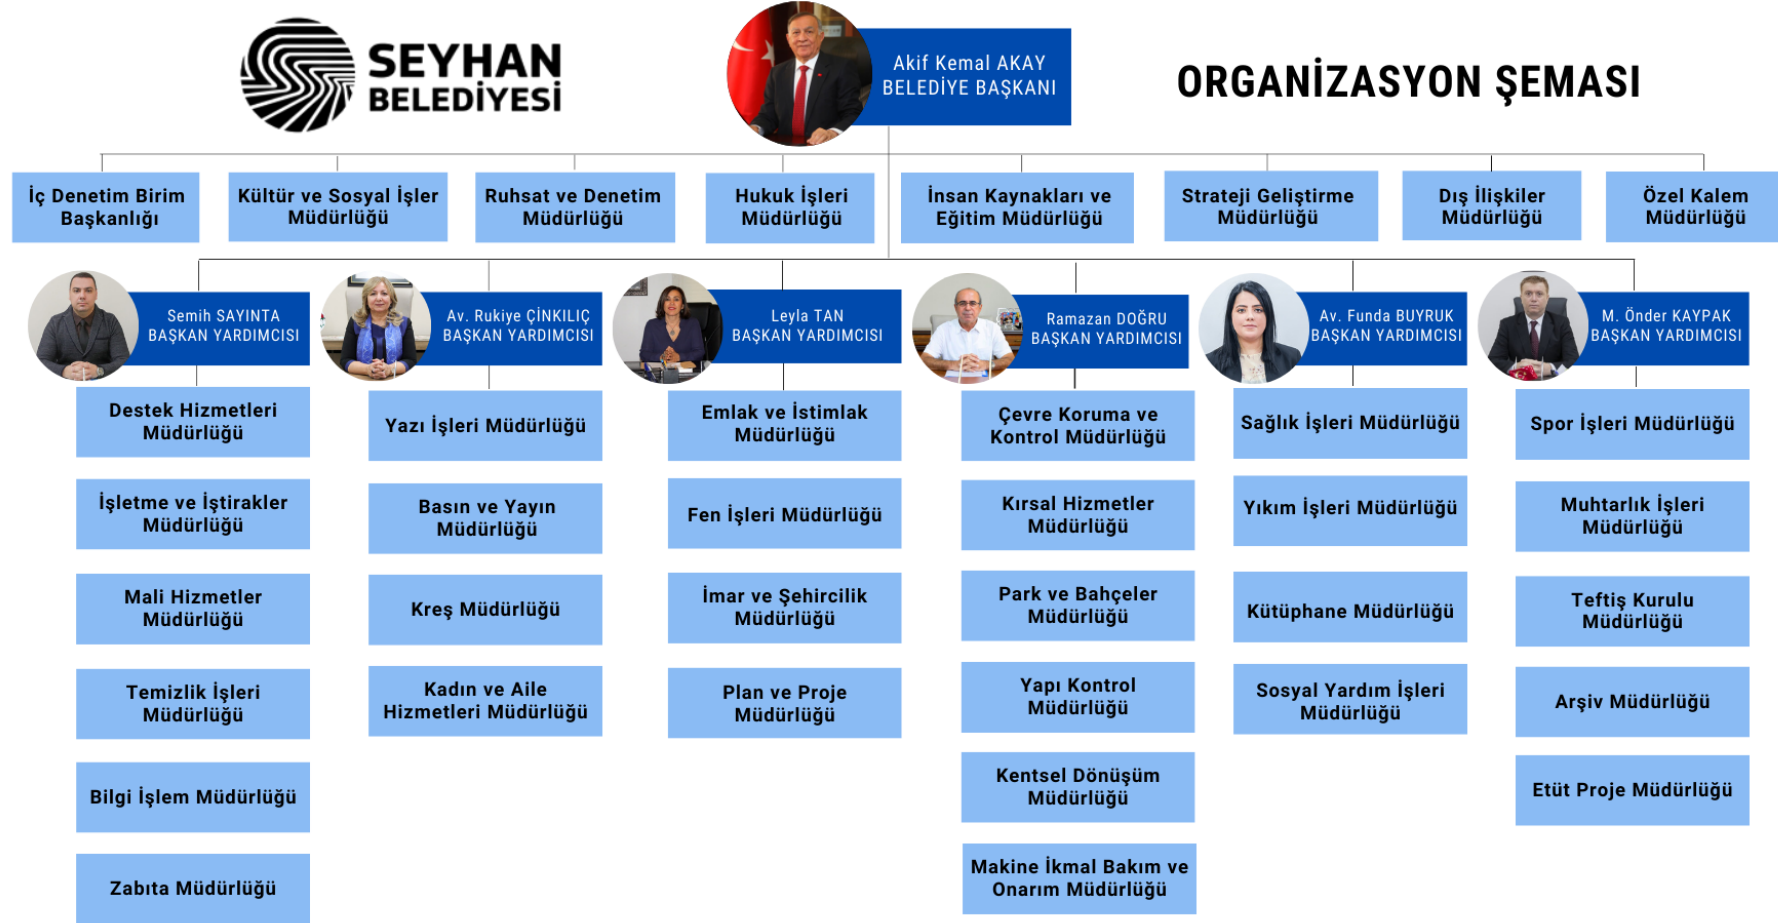 SEYHAN
BELEDİYESİ
Akif Kemal AKAY
BELEDİYE BAŞKANI
ORGANİZASYON ŞEMASI
İç Denetim Birim
Başkanlığı
Kültür ve Sosyal İşler
Müdürlüğü
Ruhsat ve Denetim
Müdürlüğü
Hukuk İşleri
Müdürlüğü
İnsan Kaynakları ve
Eğitim Müdürlüğü
Strateji Geliştirme
Müdürlüğü
Dış İlişkiler
Müdürlüğü
Özel Kalem
Müdürlüğü
Semih SAYINTA
BAŞKAN YARDIMCISI
Av. Rukiye ÇİNKILIÇ
BAŞKAN YARDIMCISI
Leyla TAN
BAŞKAN YARDIMCISI
Ramazan DOĞRU
BAŞKAN YARDIMCISI
Av. Funda BUYRUK
BAŞKAN YARDIMCISI
M. Önder KAYPAK
BAŞKAN YARDIMCISI
Destek Hizmetleri
Müdürlüğü
İşletme ve İştirakler
Müdürlüğü
Mali Hizmetler
Müdürlüğü
Temizlik İşleri
Müdürlüğü
Bilgi İşlem Müdürlüğü
Zabıta Müdürlüğü
Yazı İşleri Müdürlüğü
Basın ve Yayın
Müdürlüğü
Kreş Müdürlüğü
Kadın ve Aile
Hizmetleri Müdürlüğü
Emlak ve İstimlak
Müdürlüğü
Fen İşleri Müdürlüğü
İmar ve Şehircilik
Müdürlüğü
Plan ve Proje
Müdürlüğü
Çevre Koruma ve
Kontrol Müdürlüğü
Kırsal Hizmetler
Müdürlüğü
Park ve Bahçeler
Müdürlüğü
Yapı Kontrol
Müdürlüğü
Kentsel Dönüşüm
Müdürlüğü
Makine İkmal Bakım ve
Onarım Müdürlüğü
Sağlık İşleri Müdürlüğü
Yıkım İşleri Müdürlüğü
Kütüphane Müdürlüğü
Sosyal Yardım İşleri
Müdürlüğü
Spor İşleri Müdürlüğü
Muhtarlık İşleri
Müdürlüğü
Teftiş Kurulu
Müdürlüğü
Arşiv Müdürlüğü
Etüt Proje Müdürlüğü